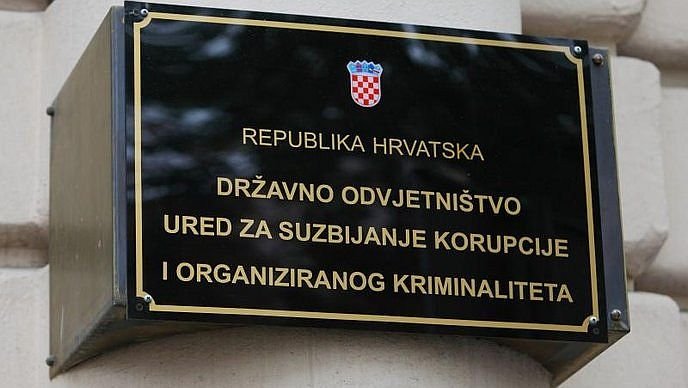 REPUBLIKA HRVATSKA
DRŽAVNO ODVJETNIŠTVO
URED ZA SUZBIJANJE KORUPCIJE
I ORGANIZIRANOG KRIMINALITETA